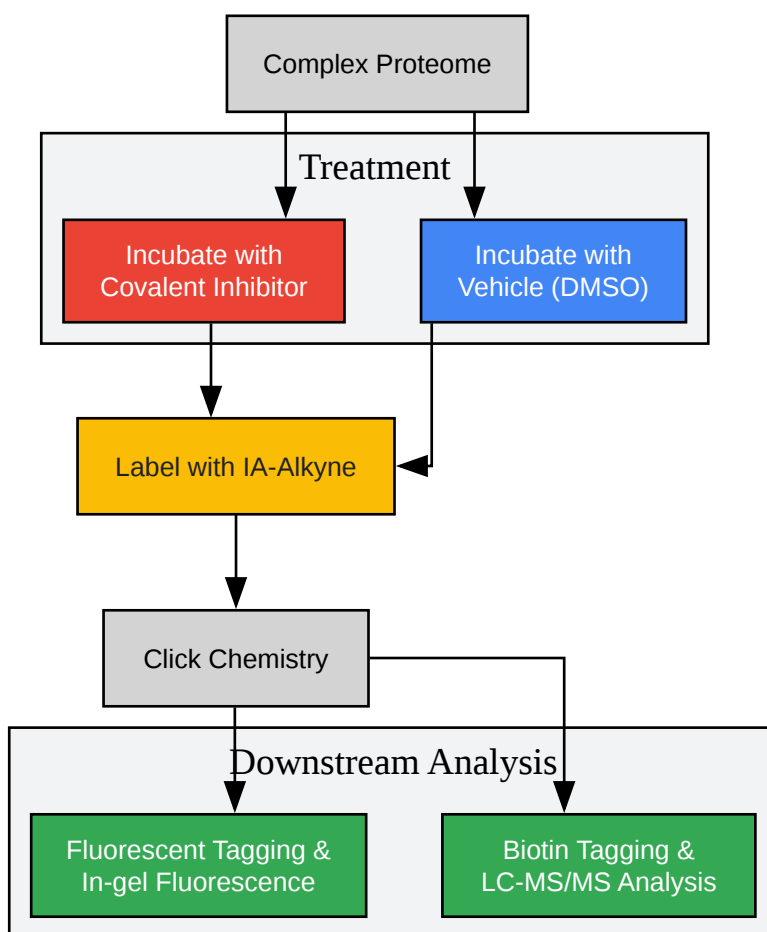 Complex Proteome
Treatment
Incubate with
Covalent Inhibitor
Incubate with
Vehicle (DMSO)
Label with IA-Alkyne
Click Chemistry
Downstream Analysis
Fluorescent Tagging &
In-gel Fluorescence
Biotin Tagging &
LC-MS/MS Analysis